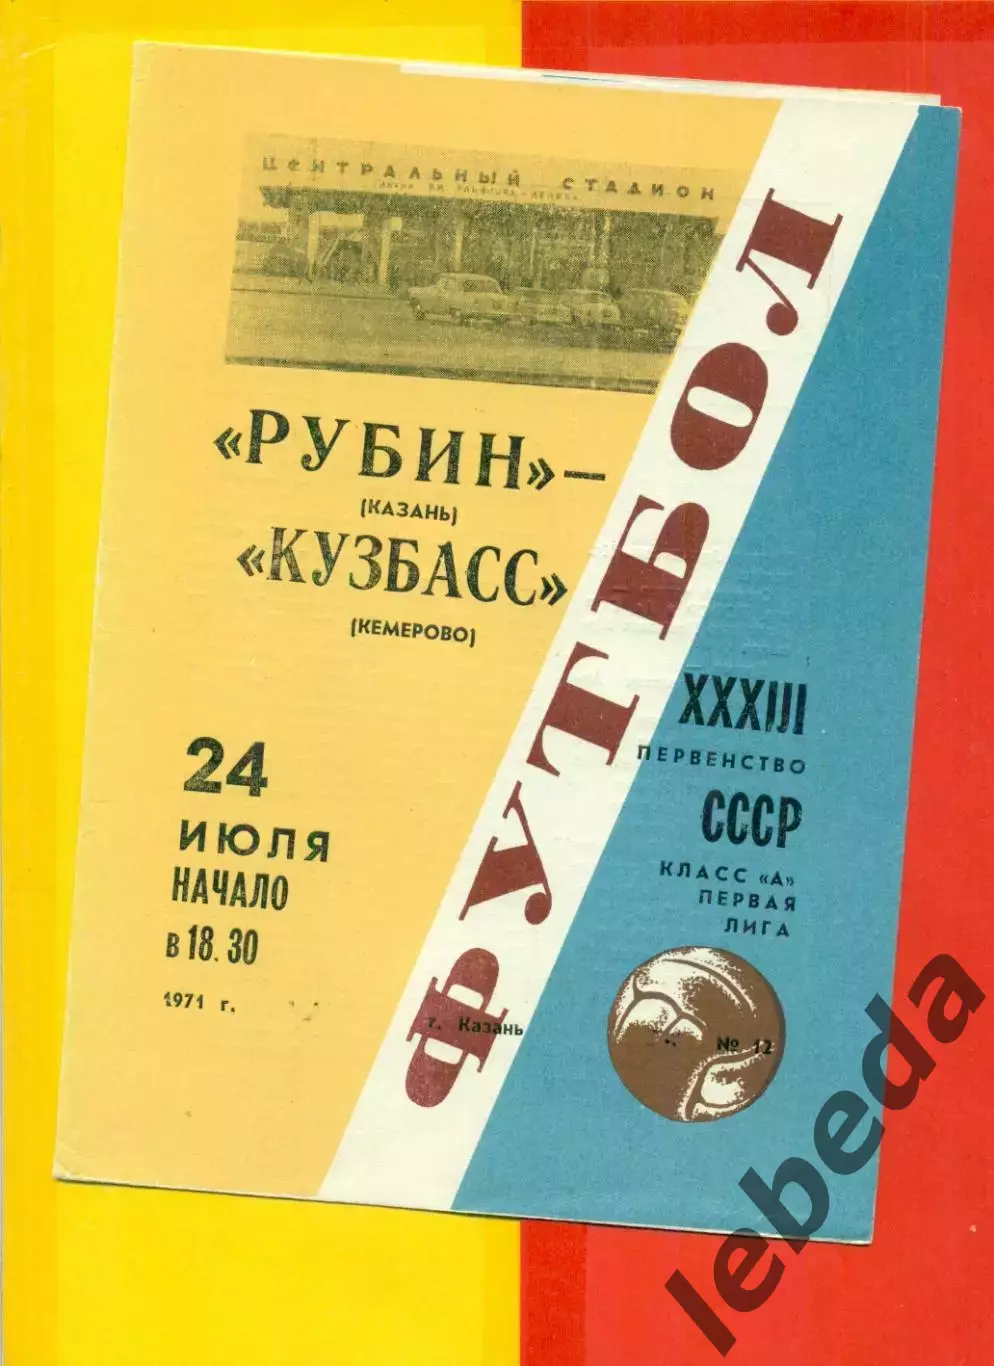 ЦЕНТРАЛЬНЫЙ СТАДИОН
ФУТБОЛ
«РУБИН»–
(КАЗАНЬ)
«КУЗБАСС»
(КЕМЕРОВО)
24
ИЮЛЯ
НАЧАЛО
в 18.30
1971 г.
XXXIII
ПЕРВЕНСТВО
СССР
КЛАСС «А»
ПЕРВАЯ
ЛИГА
г. Казань
№ 12
lebeda